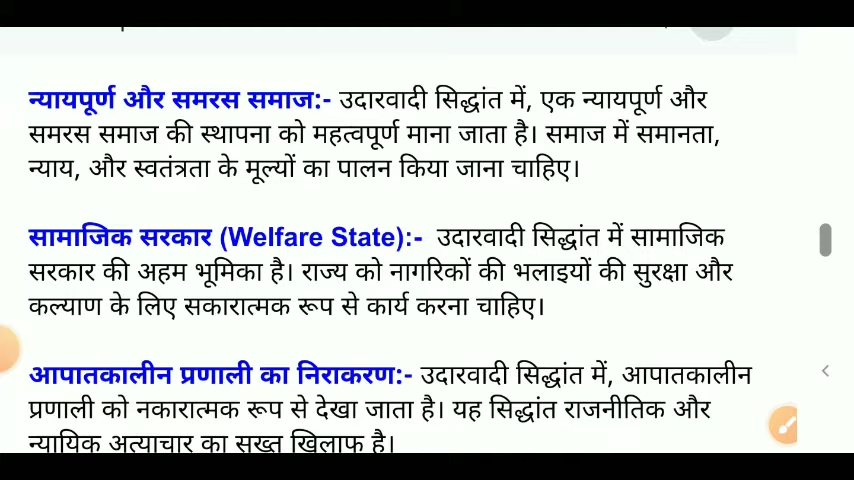 न्यायपूर्ण और समरस समाज:- उदारवादी सिद्धांत में, एक न्यायपूर्ण और
समरस समाज की स्थापना को महत्वपूर्ण माना जाता है। समाज में समानता,
न्याय, और स्वतंत्रता के मूल्यों का पालन किया जाना चाहिए।
सामाजिक सरकार (Welfare State):- उदारवादी सिद्धांत में सामाजिक
सरकार की अहम भूमिका है। राज्य को नागरिकों की भलाइयों की सुरक्षा और
कल्याण के लिए सकारात्मक रूप से कार्य करना चाहिए।
आपातकालीन प्रणाली का निराकरण:- उदारवादी सिद्धांत में, आपातकालीन
प्रणाली को नकारात्मक रूप से देखा जाता है। यह सिद्धांत राजनीतिक और
न्यायिक अत्याचार का सख्त खिलाफ है।